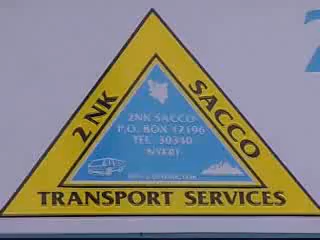 2NK SACCO
2NK SACCO
P.O. BOX 12196
TEL. 30340
NYERI
TRANSPORT SERVICES